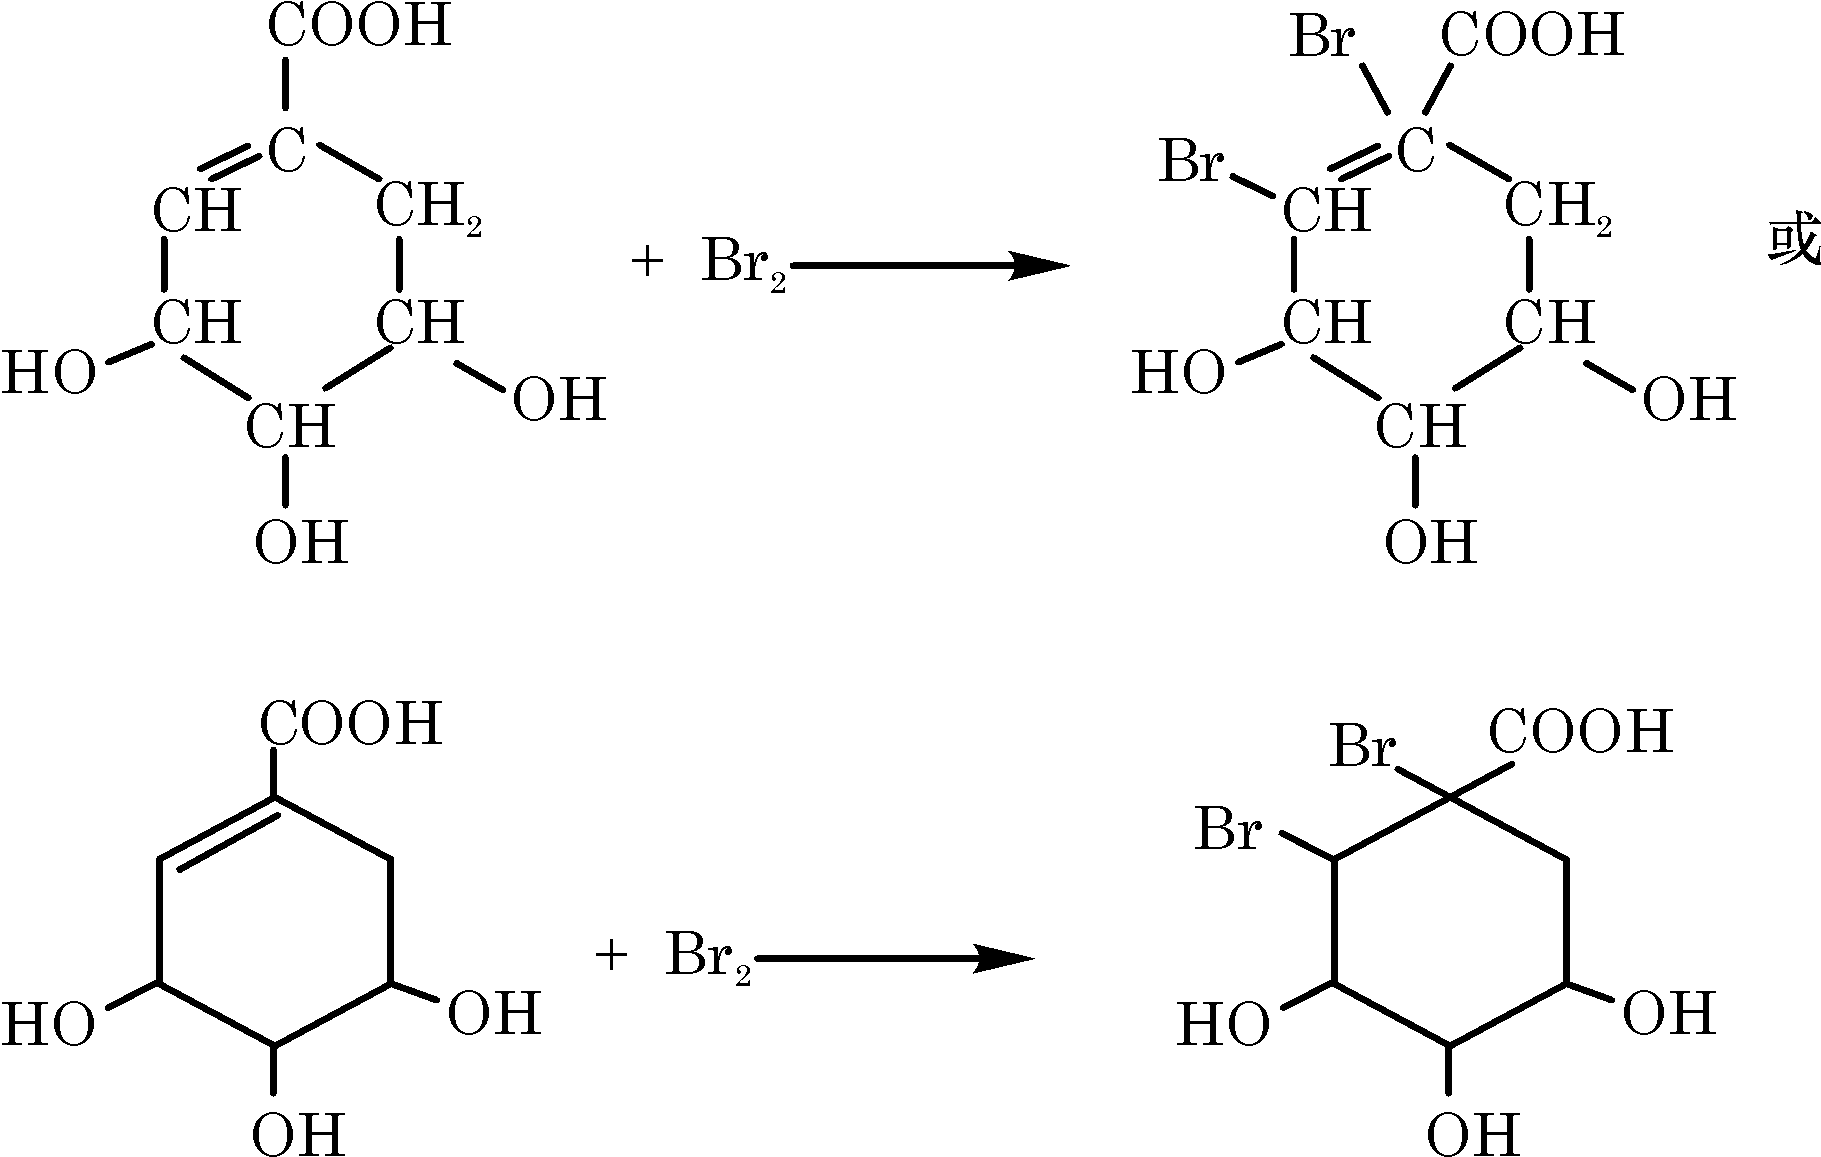 COOH Br COOH
C Br C
CH CH₂ CH CH₂ 或
+ Br₂
CH CH CH CH
HO OH HO OH
CH CH
OH OH
COOH Br COOH
Br
+ Br₂
HO OH HO OH
OH OH